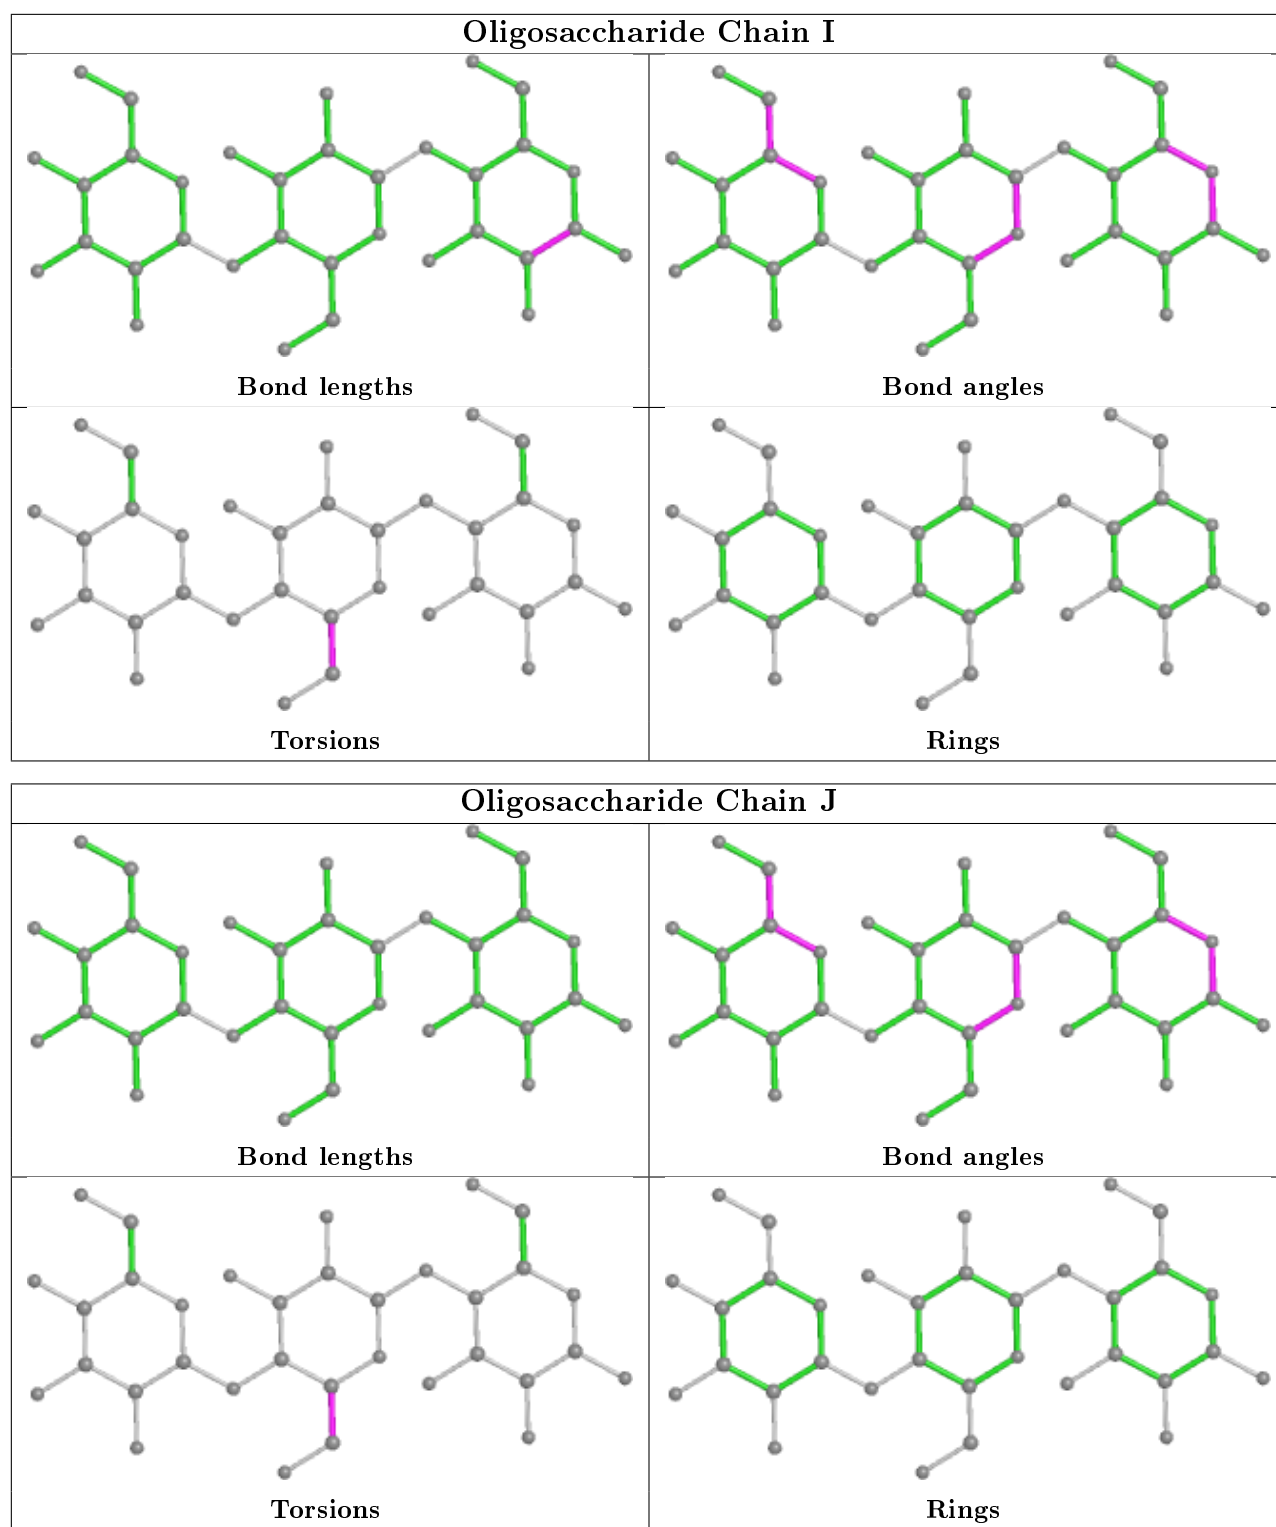 Oligosaccharide Chain I
Bond lengths
Bond angles
Torsions
Rings
Oligosaccharide Chain J
Bond lengths
Bond angles
Torsions
Rings